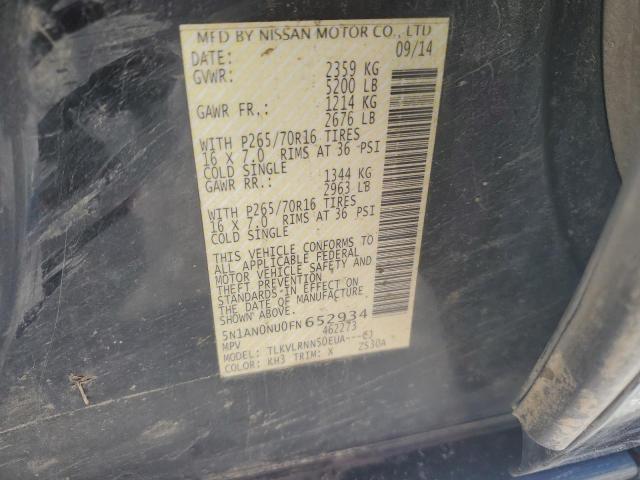 MFD BY NISSAN MOTOR CO., LTD
DATE: 09/14
GVWR: 2359 KG
5200 LB
GAWR FR.: 1214 KG
2676 LB
WITH P265/70R16 TIRES
16 X 7.0 RIMS AT 36 PSI
COLD SINGLE
GAWR RR.: 1344 KG
2963 LB
WITH P265/70R16 TIRES
16 X 7.0 RIMS AT 36 PSI
COLD SINGLE
THIS VEHICLE CONFORMS TO
ALL APPLICABLE FEDERAL
MOTOR VEHICLE SAFETY AND
THEFT PREVENTION
STANDARDS IN EFFECT ON
THE DATE OF MANUFACTURE
SHOWN ABOVE.
5N1AN0NU0FN652934
MPV 462273
MODEL: TLKVLRNN50EUA---EJ
COLOR: KH3 TRIM: X ZS30A